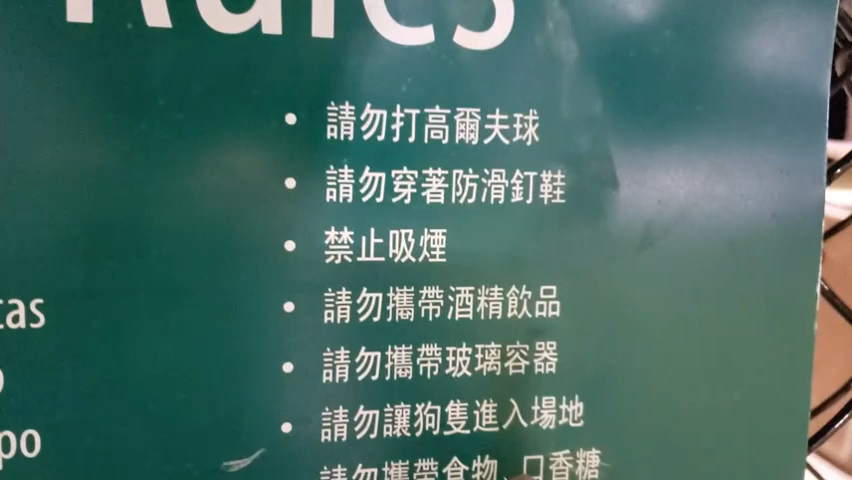 Rules
請勿打高爾夫球
請勿穿著防滑釘鞋
禁止吸煙
請勿攜帶酒精飲品
請勿攜帶玻璃容器
請勿讓狗隻進入場地
請勿攜帶食物、口香糖
cas
o
po